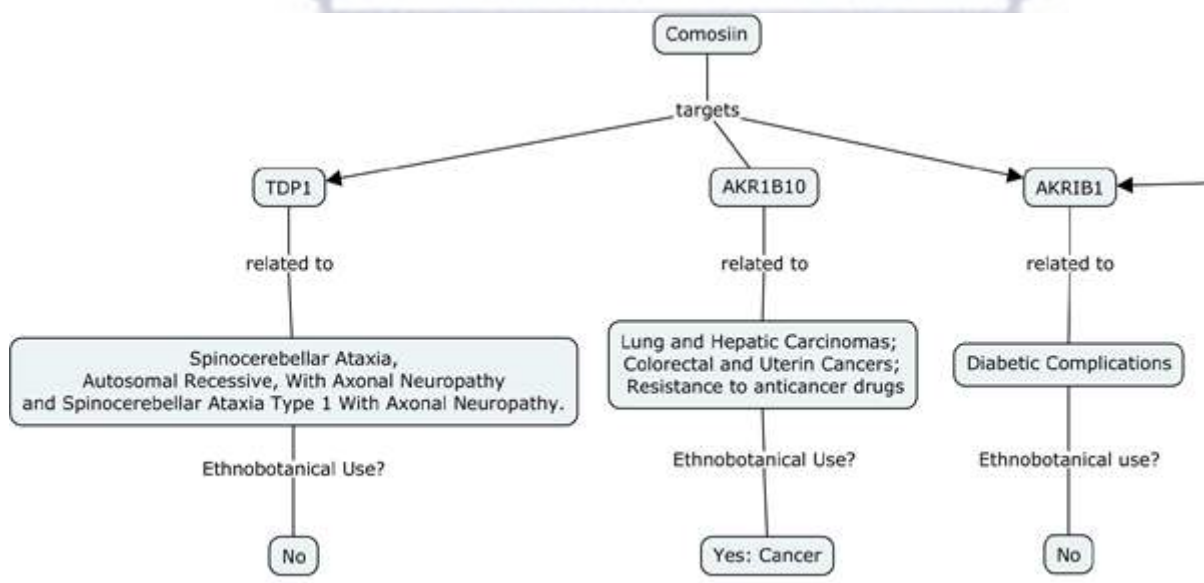 Comosiin
targets
TDP1
AKR1B10
AKRIB1
related to
related to
related to
Spinocerebellar Ataxia,
Autosomal Recessive, With Axonal Neuropathy
and Spinocerebellar Ataxia Type 1 With Axonal Neuropathy.
Lung and Hepatic Carcinomas;
Colorectal and Uterin Cancers;
Resistance to anticancer drugs
Diabetic Complications
Ethnobotanical Use?
Ethnobotanical Use?
Ethnobotanical use?
No
Yes: Cancer
No